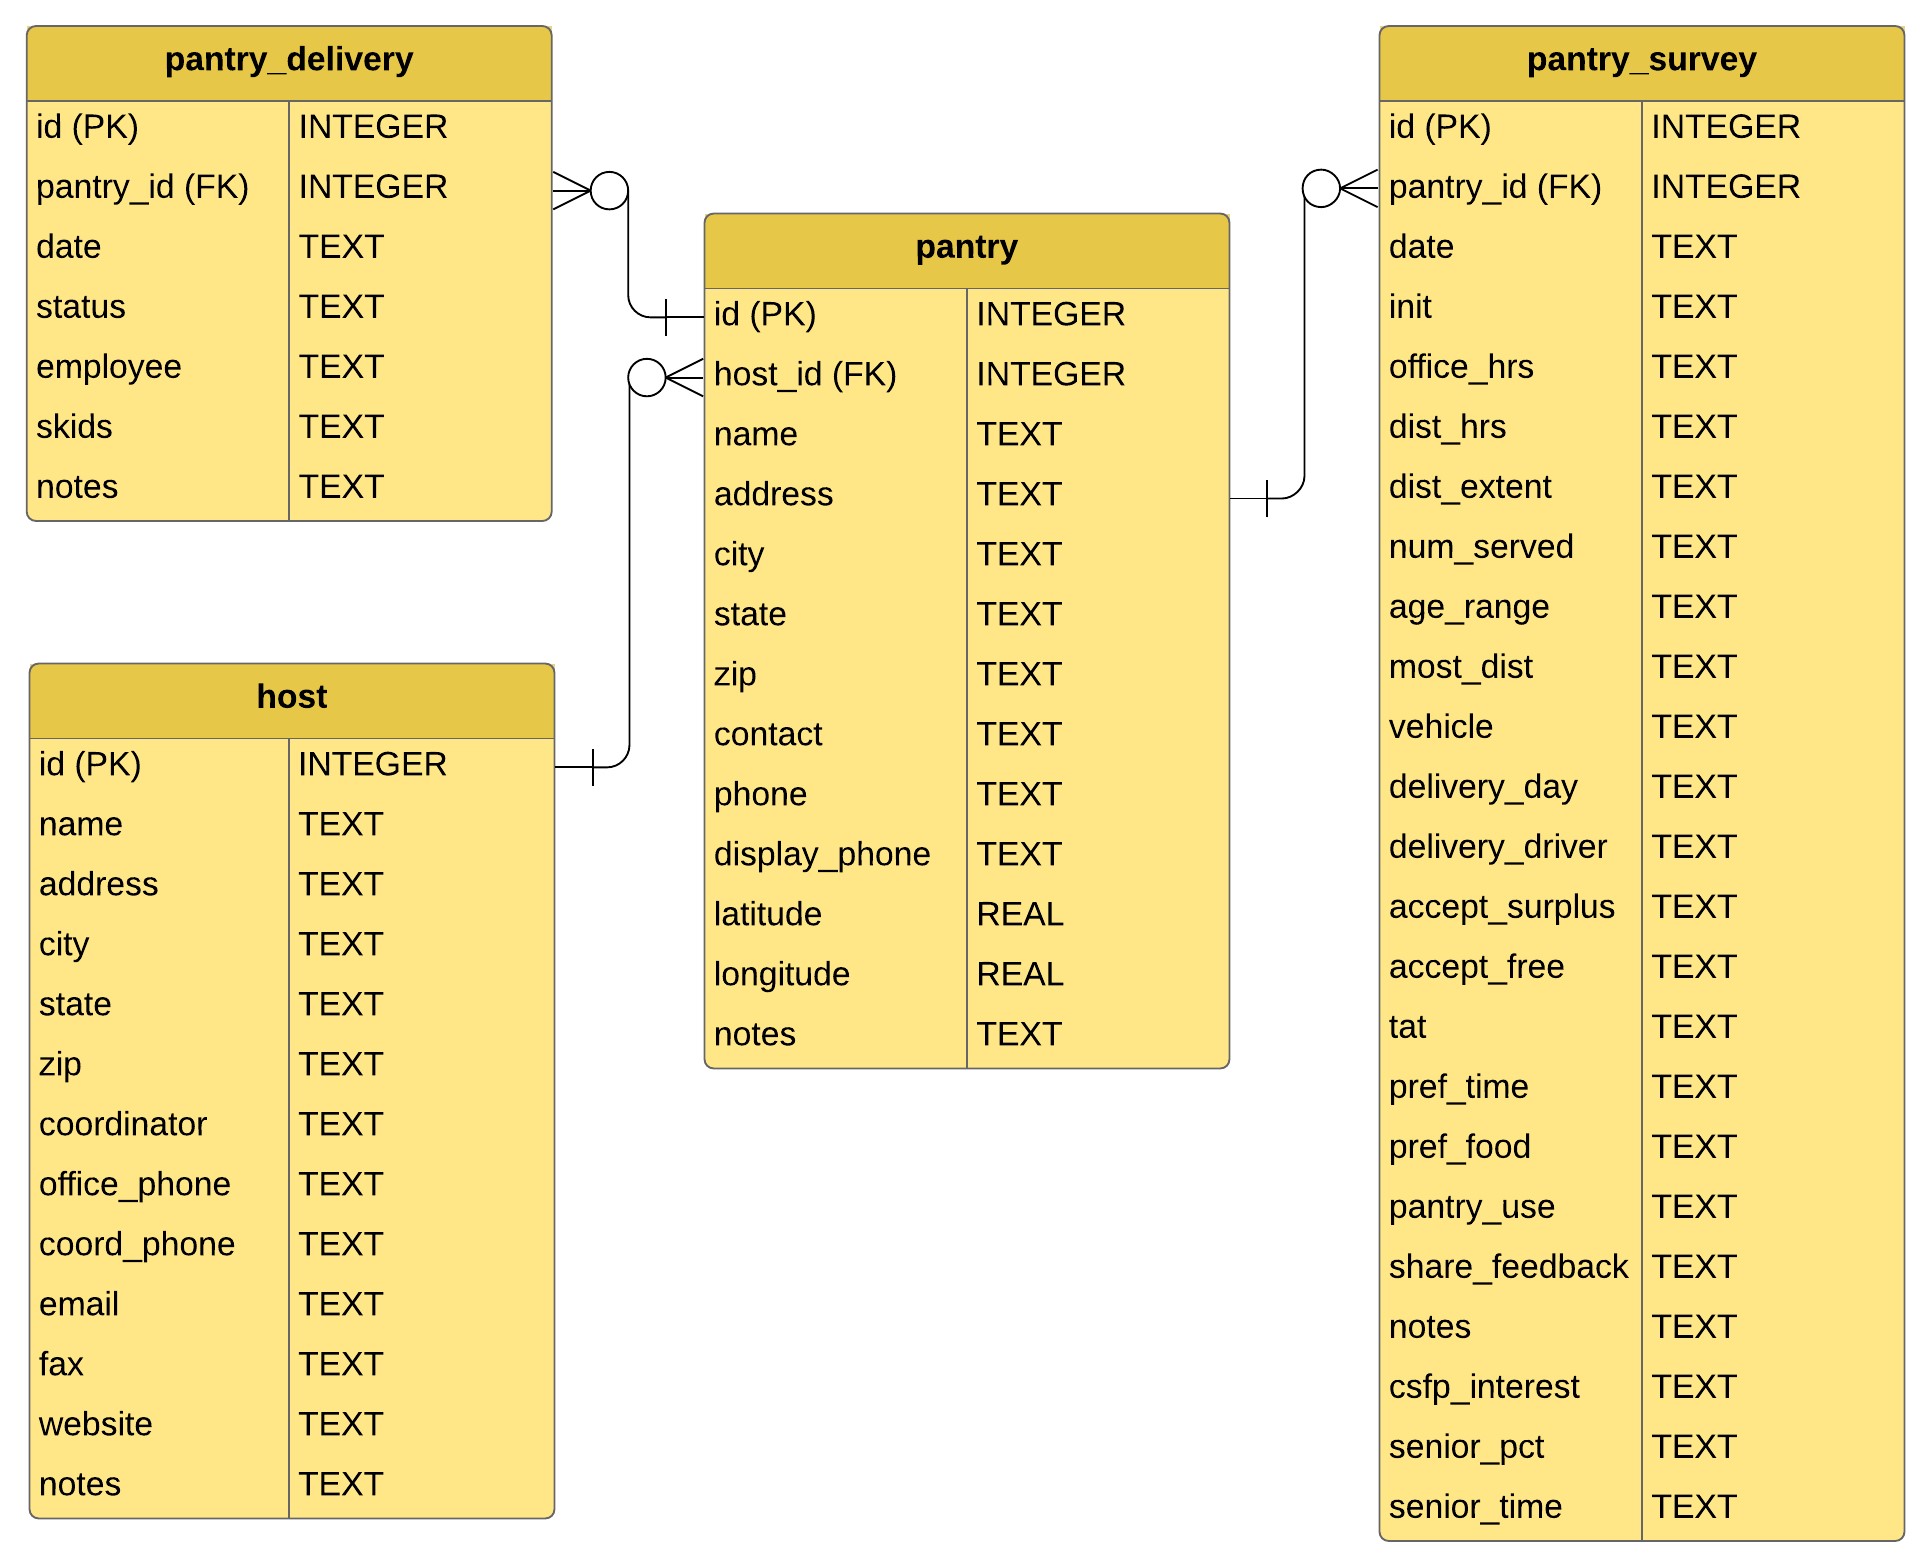 pantry_delivery
id (PK) INTEGER
pantry_id (FK) INTEGER
date TEXT
status TEXT
employee TEXT
skids TEXT
notes TEXT
host
id (PK) INTEGER
name TEXT
address TEXT
city TEXT
state TEXT
zip TEXT
coordinator TEXT
office_phone TEXT
coord_phone TEXT
email TEXT
fax TEXT
website TEXT
notes TEXT
pantry
id (PK) INTEGER
host_id (FK) INTEGER
name TEXT
address TEXT
city TEXT
state TEXT
zip TEXT
contact TEXT
phone TEXT
display_phone TEXT
latitude REAL
longitude REAL
notes TEXT
pantry_survey
id (PK) INTEGER
pantry_id (FK) INTEGER
date TEXT
init TEXT
office_hrs TEXT
dist_hrs TEXT
dist_extent TEXT
num_served TEXT
age_range TEXT
most_dist TEXT
vehicle TEXT
delivery_day TEXT
delivery_driver TEXT
accept_surplus TEXT
accept_free TEXT
tat TEXT
pref_time TEXT
pref_food TEXT
pantry_use TEXT
share_feedback TEXT
notes TEXT
csfp_interest TEXT
senior_pct TEXT
senior_time TEXT